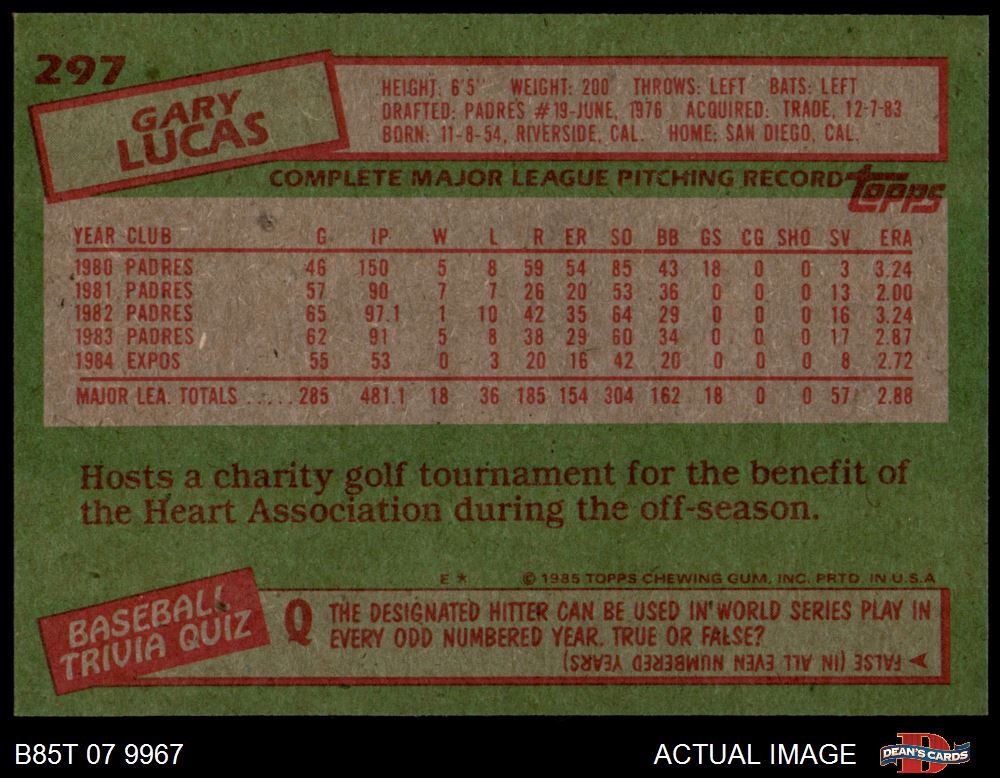 297
GARY
LUCAS
HEIGHT: 6'5" WEIGHT: 200 THROWS: LEFT BATS: LEFT
DRAFTED: PADRES #19-JUNE, 1976 ACQUIRED: TRADE, 12-7-83
BORN: 11-8-54, RIVERSIDE, CAL. HOME: SAN DIEGO, CAL.
COMPLETE MAJOR LEAGUE PITCHING RECORD topps
YEAR CLUB G IP W L R ER SO BB GS CG SHO SV ERA
1980 PADRES 46 150 5 8 59 54 85 43 18 0 0 3 3.24
1981 PADRES 57 90 7 7 26 20 53 36 0 0 0 13 2.00
1982 PADRES 65 97.1 1 10 42 35 64 29 0 0 0 16 3.24
1983 PADRES 62 91 5 8 38 29 60 34 0 0 0 17 2.87
1984 EXPOS 55 53 0 3 20 16 42 20 0 0 0 8 2.72
MAJOR LEA. TOTALS ..... 285 481.1 18 36 185 154 304 162 18 0 0 57 2.88
Hosts a charity golf tournament for the benefit of
the Heart Association during the off-season.
E * © 1985 TOPPS CHEWING GUM, INC. PRTD. IN U.S.A.
BASEBALL
TRIVIA QUIZ
Q THE DESIGNATED HITTER CAN BE USED IN WORLD SERIES PLAY IN
EVERY ODD NUMBERED YEAR. TRUE OR FALSE?
FALSE (IN ALL EVEN NUMBERED YEARS)
B85T 07 9967 ACTUAL IMAGE DEAN'S CARDS